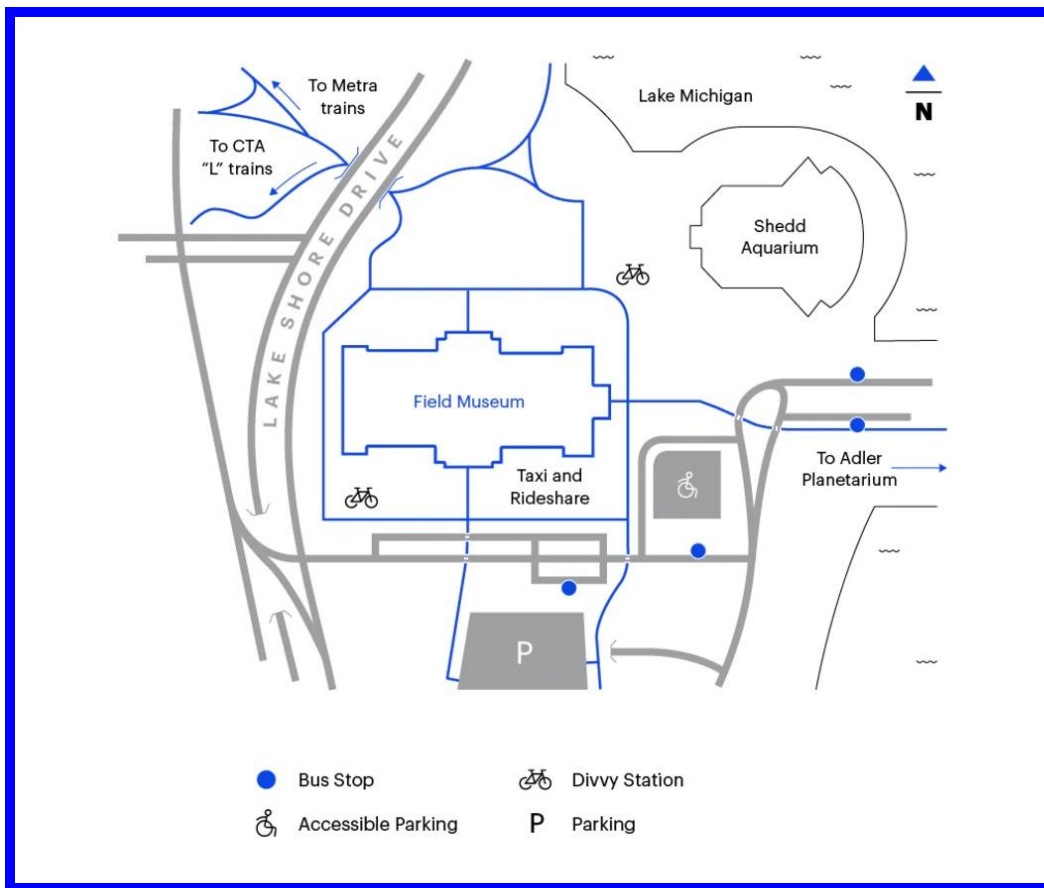 To Metra
trains
Lake Michigan
N
To CTA
“L” trains
LAKE SHORE DRIVE
Shedd
Aquarium
Field Museum
Taxi and
Rideshare
To Adler
Planetarium
P
Bus Stop
Divvy Station
Accessible Parking
P Parking